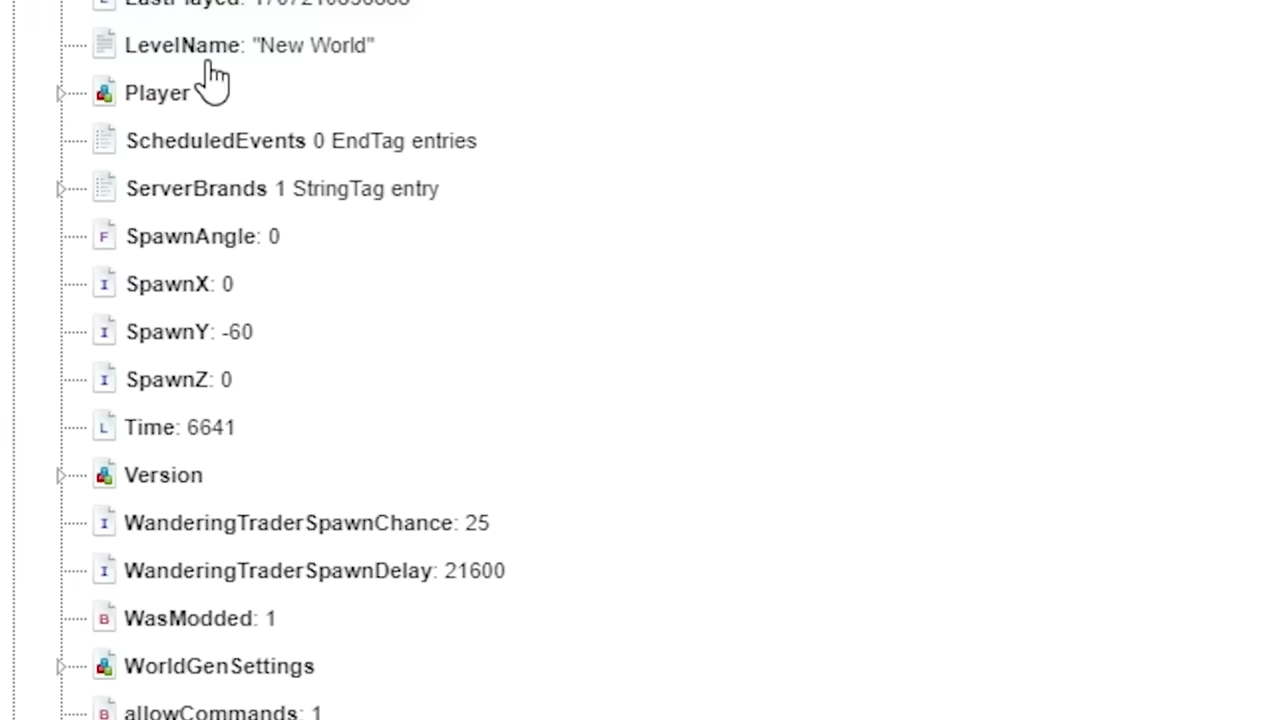 LevelName: "New World"
Player
ScheduledEvents 0 EndTag entries
ServerBrands 1 StringTag entry
F SpawnAngle: 0
I SpawnX: 0
I SpawnY: -60
I SpawnZ: 0
L Time: 6641
Version
I WanderingTraderSpawnChance: 25
I WanderingTraderSpawnDelay: 21600
B WasModded: 1
WorldGenSettings
B allowCommands: 1